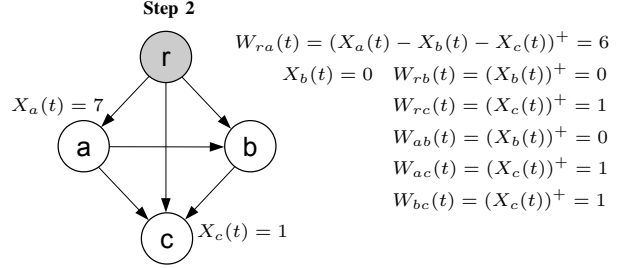 Step 2
r
W_{ra}(t) = (X_a(t) − X_b(t) − X_c(t))^+ = 6
X_b(t) = 0 W_{rb}(t) = (X_b(t))^+ = 0
X_a(t) = 7
W_{rc}(t) = (X_c(t))^+ = 1
a
b
W_{ab}(t) = (X_b(t))^+ = 0
W_{ac}(t) = (X_c(t))^+ = 1
W_{bc}(t) = (X_c(t))^+ = 1
c
X_c(t) = 1